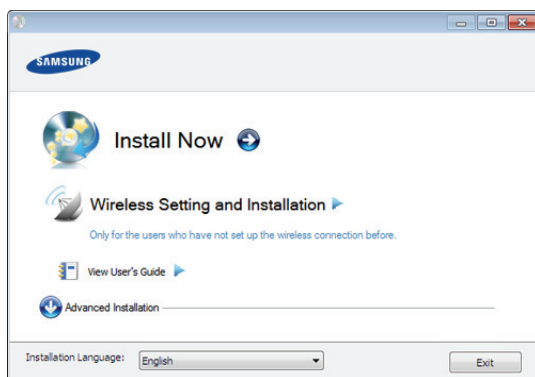 SAMSUNG
Install Now
Wireless Setting and Installation
Only for the users who have not set up the wireless connection before.
View User's Guide
Advanced Installation
Installation Language: English Exit